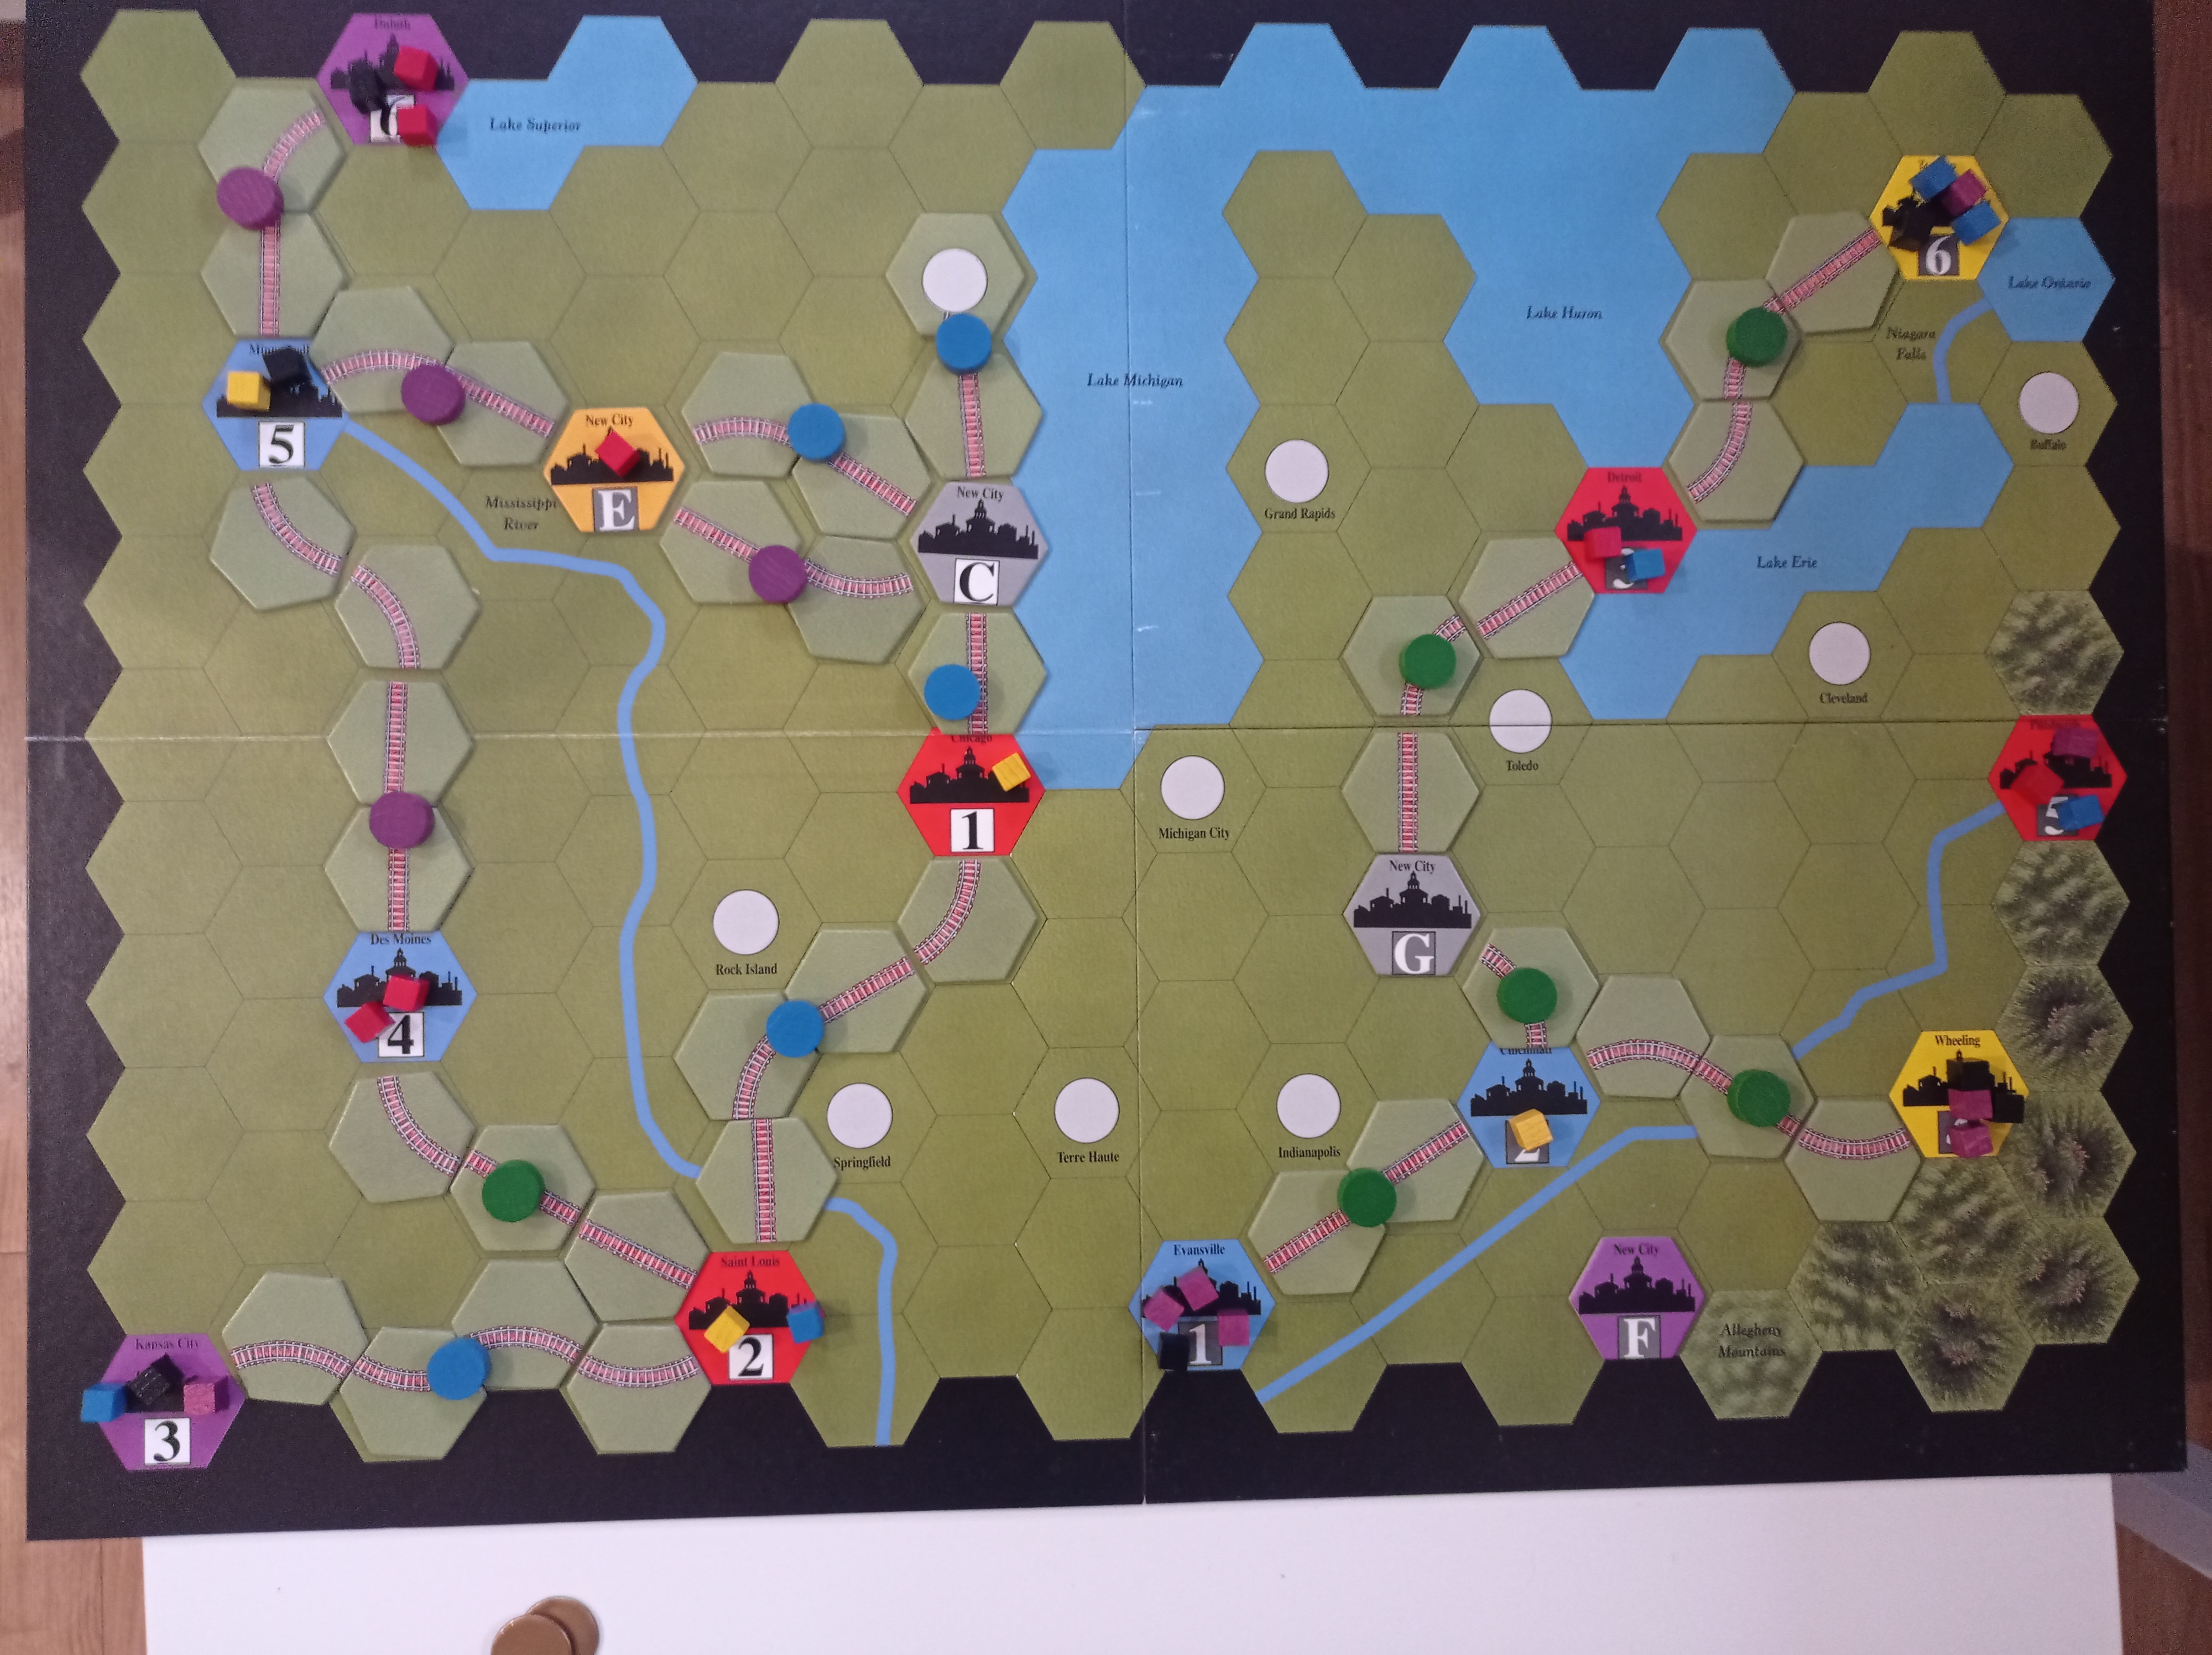 Duluth
6
Lake Superior
Lake Ontario
6
Niagara
Falls
Lake Huron
Lake Michigan
5
New City
E
Mississippi
River
New City
C
Grand Rapids
Buffalo
Detroit
Lake Erie
Cleveland
Toledo
Chicago
1
Michigan City
Pittsburgh
5
New City
G
Rock Island
Des Moines
4
Wheeling
Cincinnati
2
Springfield
Terre Haute
Indianapolis
Evansville
1
New City
F
Saint Louis
2
Allegheny
Mountains
Kansas City
3